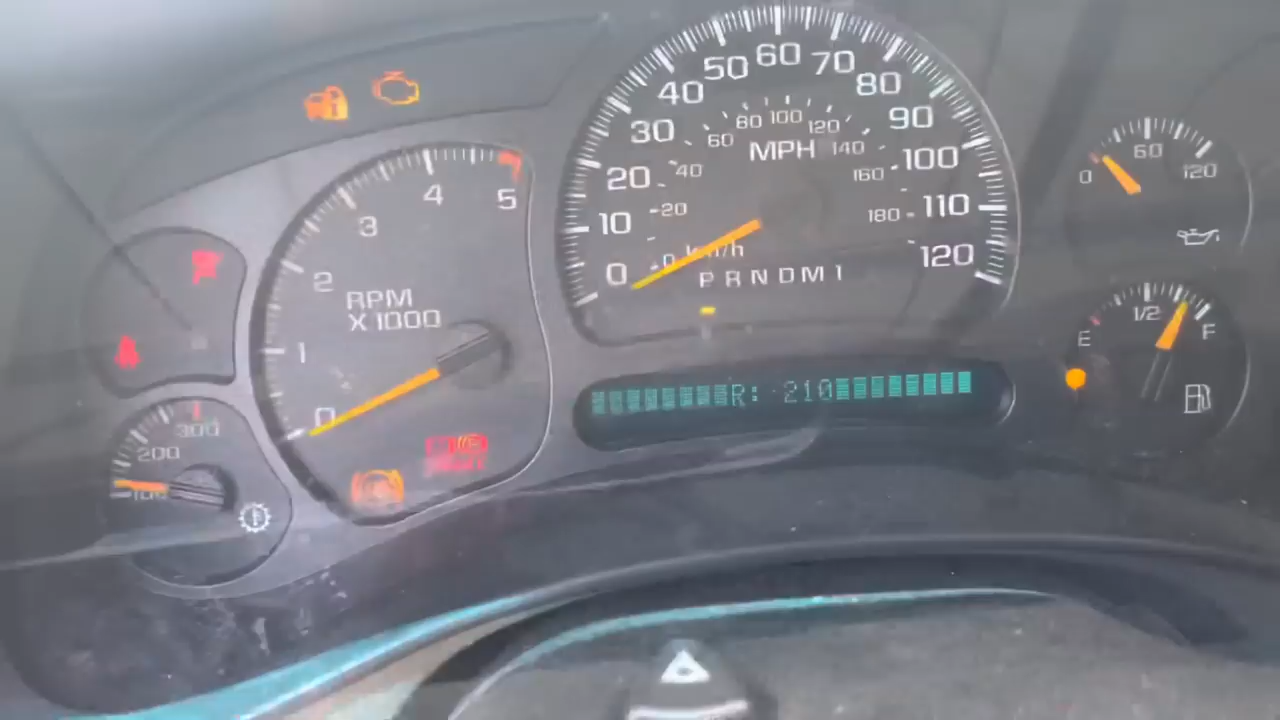 50 60 70
40 80
30 90
20 100
10 110
0 120
80 100 120
60 140
40 160
20 180
0 km/h
MPH
P R N D M 1
4
3 5
2
1
0
RPM
X 1000
R: 210
300
200
100
0 60 120
E 1/2 F